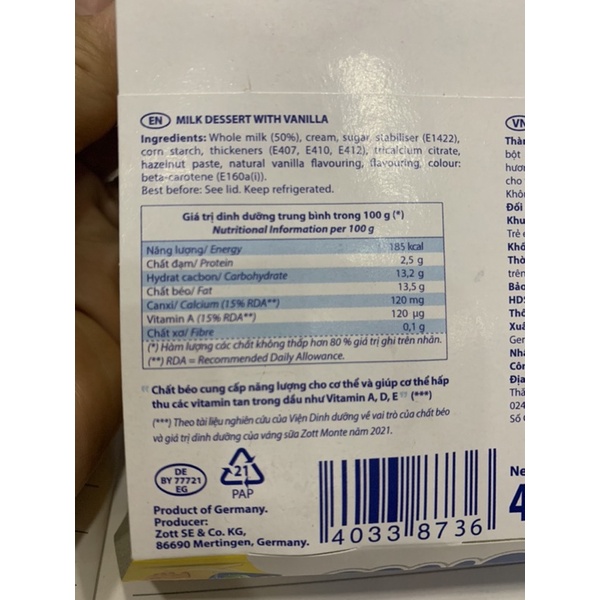 EN MILK DESSERT WITH VANILLA
Ingredients: Whole milk (50%), cream, sugar, stabiliser (E1422),
corn starch, thickeners (E407, E410, E412), tricalcium citrate,
hazelnut paste, natural vanilla flavouring, flavouring, colour:
beta-carotene (E160a(i)).
Best before: See lid. Keep refrigerated.
Giá trị dinh dưỡng trung bình trong 100 g (*)
Nutritional Information per 100 g
Năng lượng/ Energy 185 kcal
Chất đạm/ Protein 2,5 g
Hydrat cacbon/ Carbohydrate 13,2 g
Chất béo/ Fat 13,5 g
Canxi/ Calcium (15% RDA**) 120 mg
Vitamin A (15% RDA**) 120 µg
Chất xơ/ Fibre 0,1 g
(*) Hàm lượng các chất không thấp hơn 80 % giá trị ghi trên nhãn.
(**) RDA = Recommended Daily Allowance.
" Chất béo cung cấp năng lượng cho cơ thể và giúp cơ thể hấp
thu các vitamin tan trong dầu như Vitamin A, D, E " (***)
(***) Theo tài liệu nghiên cứu của Viện Dinh dưỡng về vai trò của chất béo
và giá trị dinh dưỡng của váng sữa Zott Monte năm 2021.
DE
BY 77721
EG
21
PAP
Product of Germany.
Producer:
Zott SE & Co. KG,
86690 Mertingen, Germany.
4033 8736
VN
Thàn
bột
hươ
cho
Khôn
Đối
Khu
Trẻ e
Khô
Thờ
trên
Bảo
HDS
Thô
Xuấ
Ger
Nhà
Côn
Địa
Thă
024
Số
Ne
4